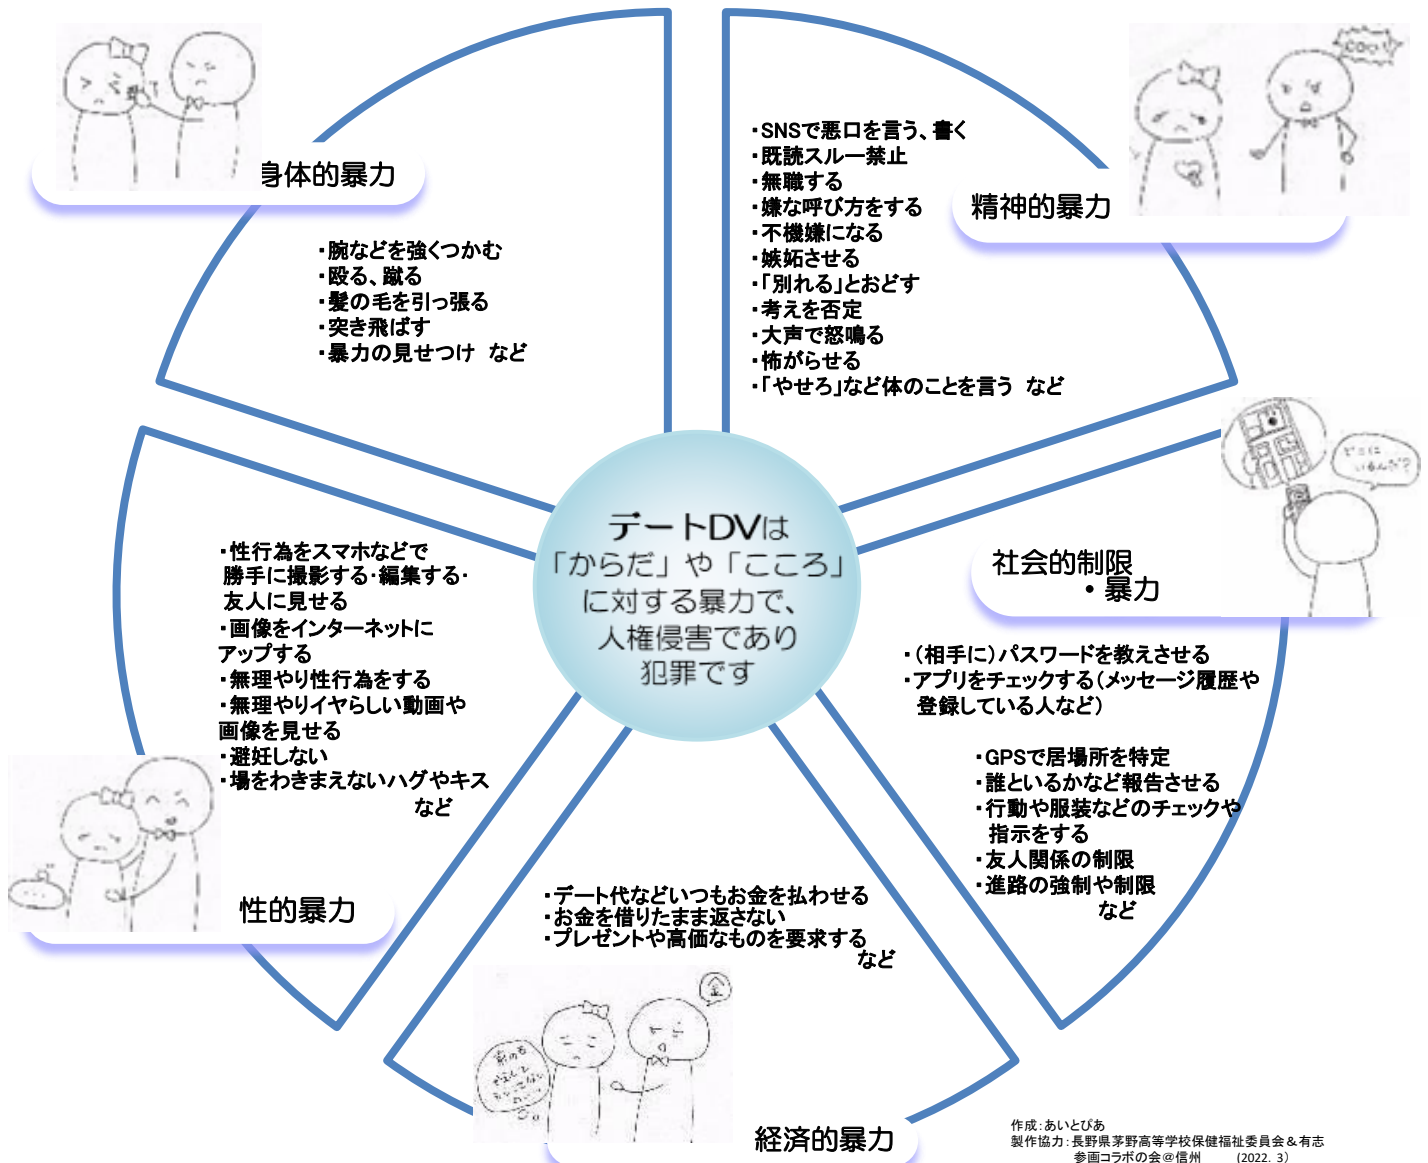 身体的暴力
・腕などを強くつかむ
・殴る、蹴る
・髪の毛を引っ張る
・突き飛ばす
・暴力の見せつけ など
精神的暴力
・SNSで悪口を言う、書く
・既読スルー禁止
・無職する
・嫌な呼び方をする
・不機嫌になる
・嫉妬させる
・「別れる」とおどす
・考えを否定
・大声で怒鳴る
・怖がらせる
・「やせろ」など体のことを言う など
デートDVは
「からだ」や「こころ」
に対する暴力で、
人権侵害であり
犯罪です
どこに
いるんだ?
社会的制限
・暴力
・(相手に)パスワードを教えさせる
・アプリをチェックする(メッセージ履歴や
登録している人など)
・GPSで居場所を特定
・誰といるかなど報告させる
・行動や服装などのチェックや
指示をする
・友人関係の制限
・進路の強制や制限
など
・性行為をスマホなどで
勝手に撮影する・編集する・
友人に見せる
・画像をインターネットに
アップする
・無理やり性行為をする
・無理やりイヤらしい動画や
画像を見せる
・避妊しない
・場をわきまえないハグやキス
など
性的暴力
・デート代などいつもお金を払わせる
・お金を借りたまま返さない
・プレゼントや高価なものを要求する
など
金
経済的暴力
作成:あいとぴあ
製作協力:長野県茅野高等学校保健福祉委員会&有志
参画コラボの会@信州 (2022. 3)